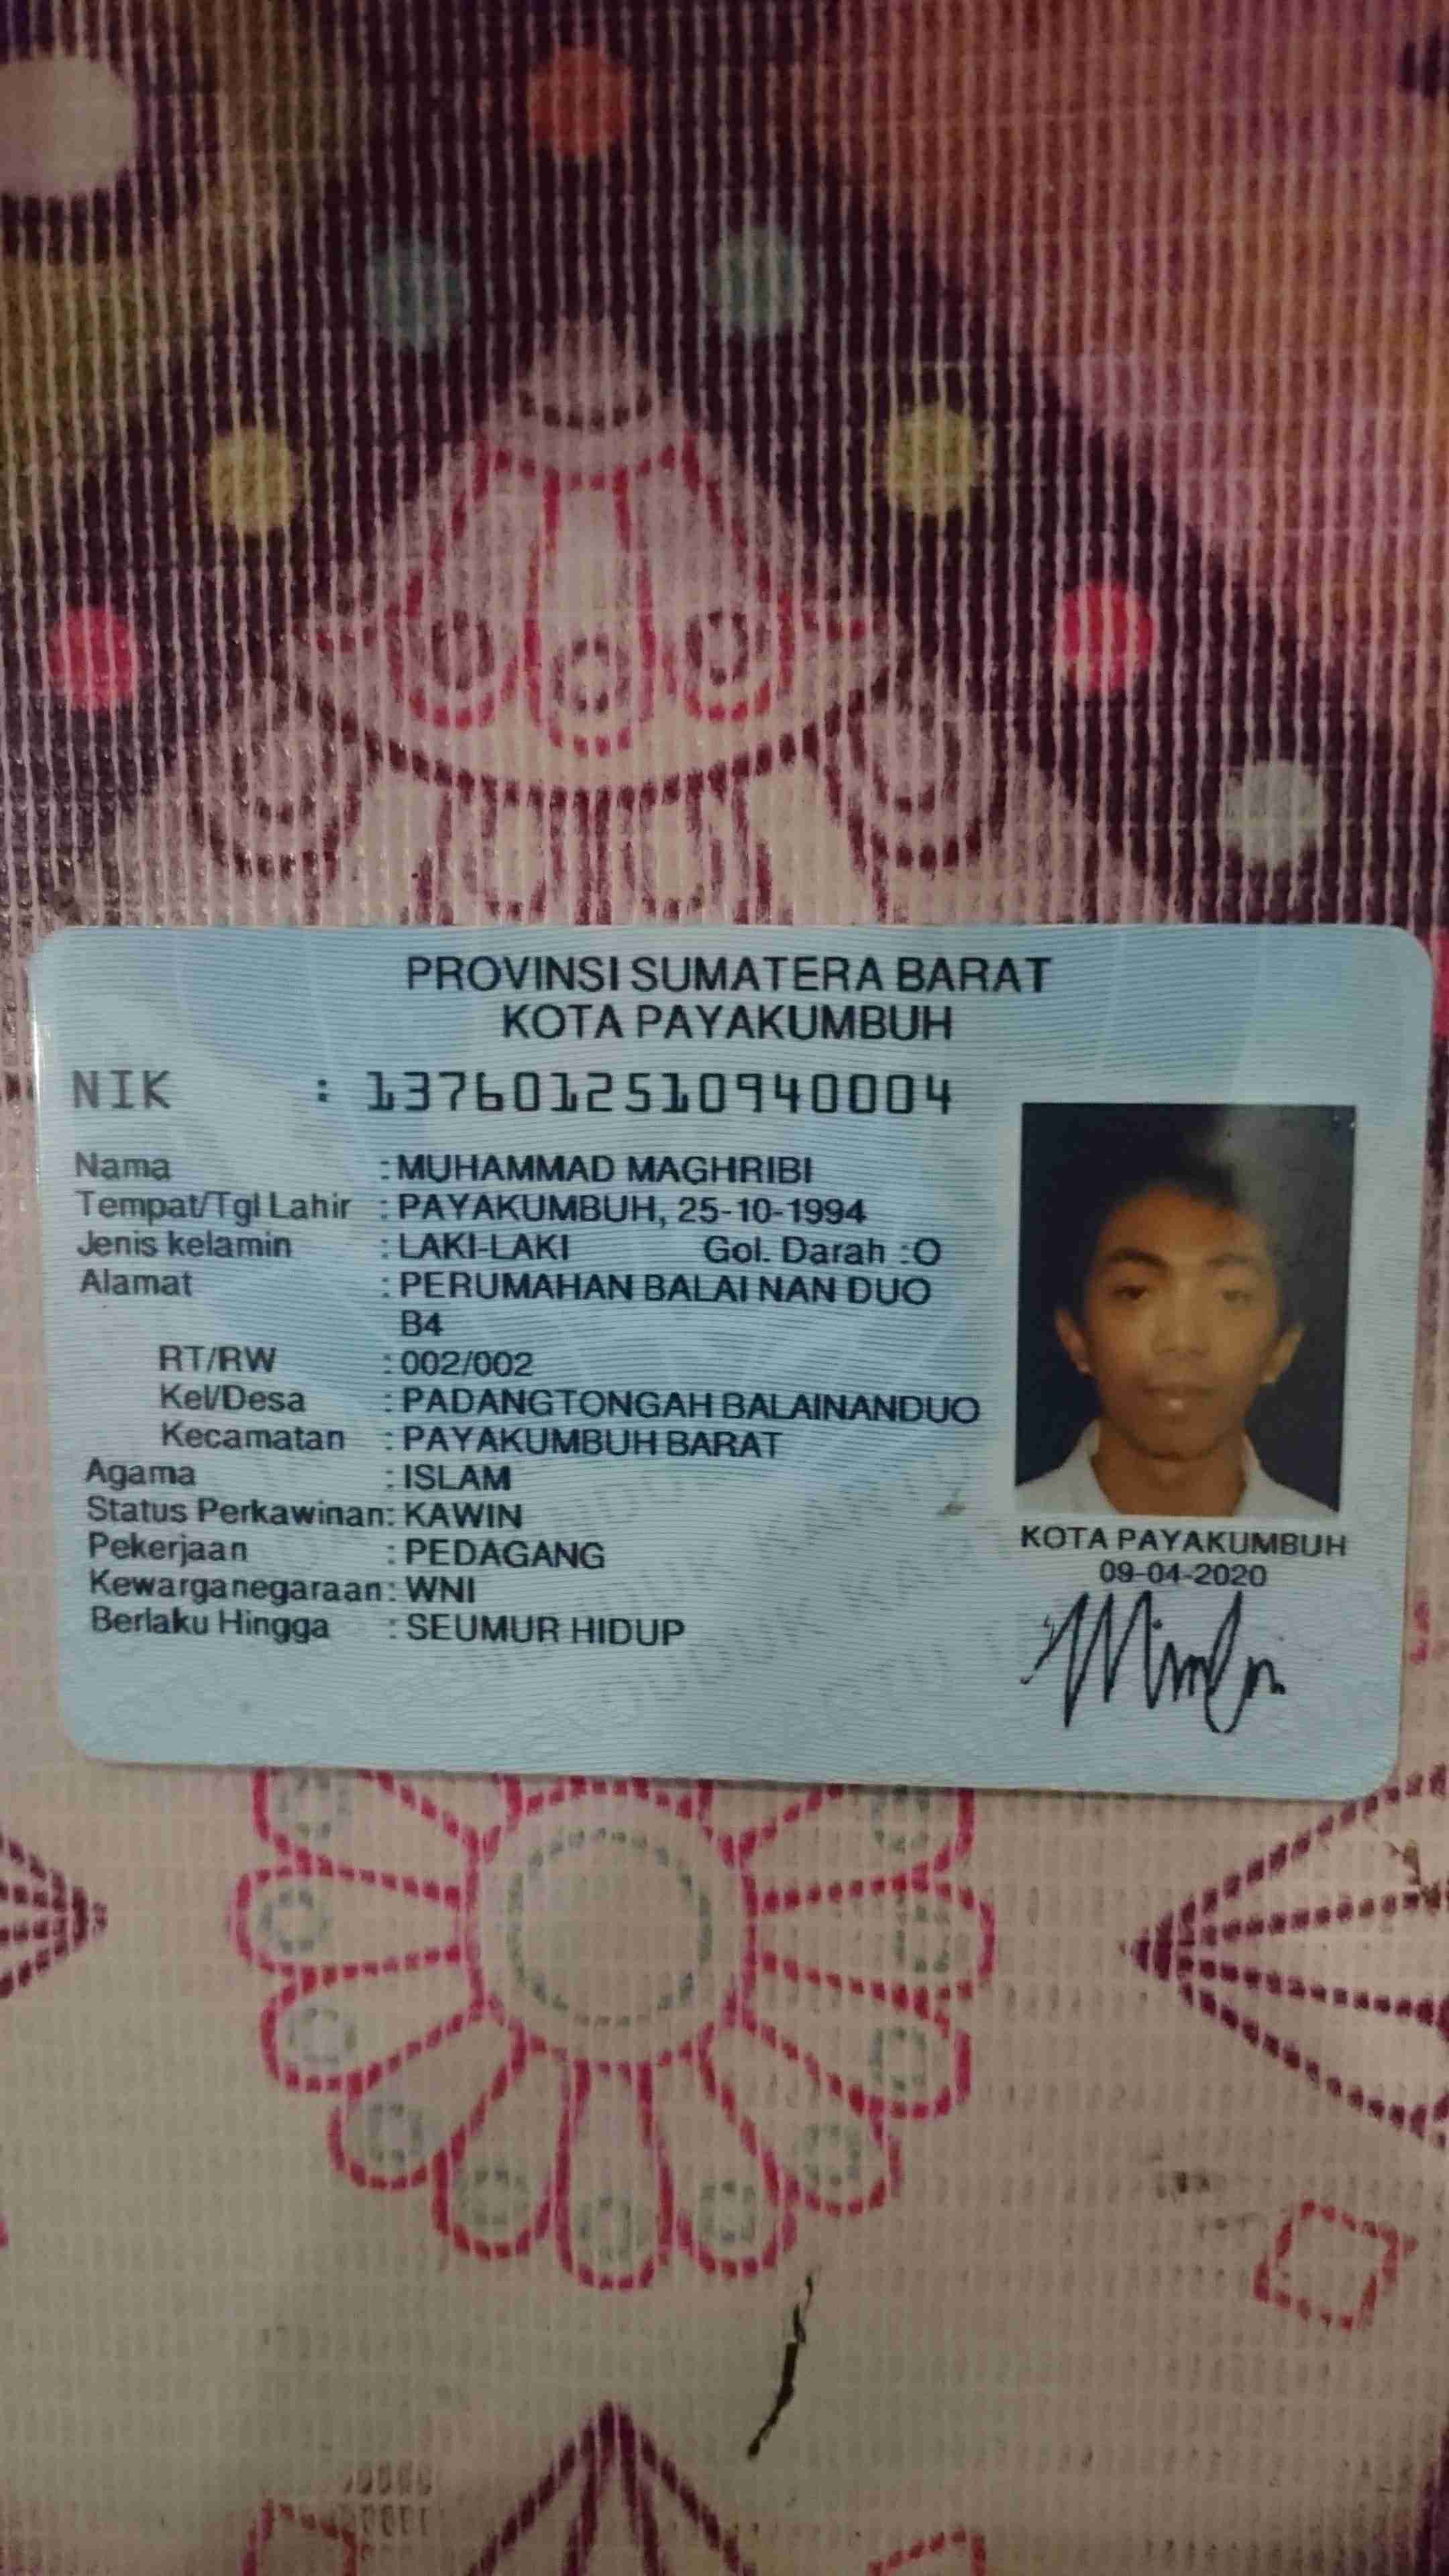 PROVINSI SUMATERA BARAT
KOTA PAYAKUMBUH
NIK : 1376012510940004
Nama : MUHAMMAD MAGHRIBI
Tempat/Tgl Lahir : PAYAKUMBUH, 25-10-1994
Jenis kelamin : LAKI-LAKI Gol. Darah : O
Alamat : PERUMAHAN BALAI NAN DUO
B4
RT/RW : 002/002
Kel/Desa : PADANGTONGAH BALAINANDUO
Kecamatan : PAYAKUMBUH BARAT
Agama : ISLAM
Status Perkawinan: KAWIN
Pekerjaan : PEDAGANG
Kewarganegaraan: WNI
Berlaku Hingga : SEUMUR HIDUP
KOTA PAYAKUMBUH
09-04-2020